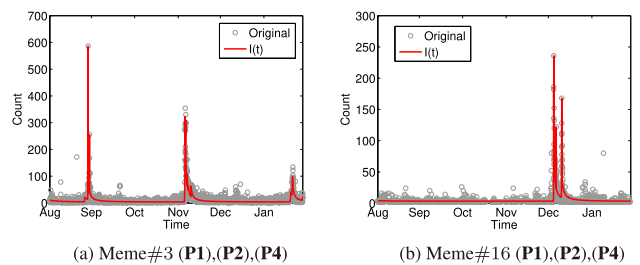 700
600
500
400
300
200
100
0
Count
Original
I(t)
Aug Sep Oct Nov Dec Jan
Time
(a) Meme#3 (P1),(P2),(P4)
300
250
200
150
100
50
0
Count
Original
I(t)
Aug Sep Oct Nov Dec Jan
Time
(b) Meme#16 (P1),(P2),(P4)